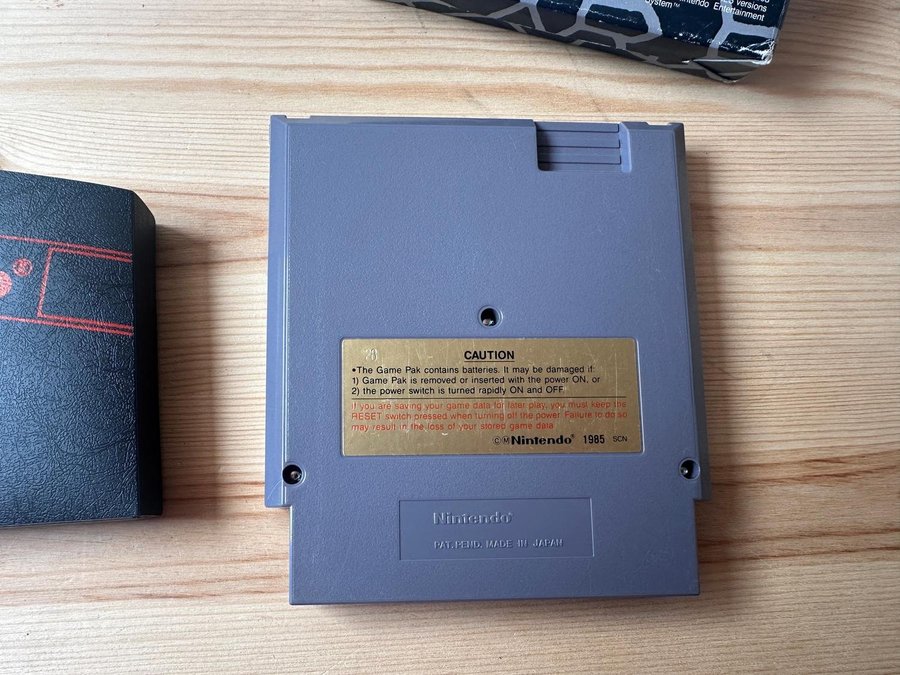 versions
Nintendo Entertainment
System™
20
CAUTION
•The Game Pak contains batteries. It may be damaged if:
1) Game Pak is removed or inserted with the power ON, or
2) the power switch is turned rapidly ON and OFF.
If you are saving your game data for later play, you must keep the
RESET switch pressed when turning off the power. Failure to do so
may result in the loss of your stored game data
©Ⓜ Nintendo® 1985 SCN
Nintendo®
PAT. PEND. MADE IN JAPAN